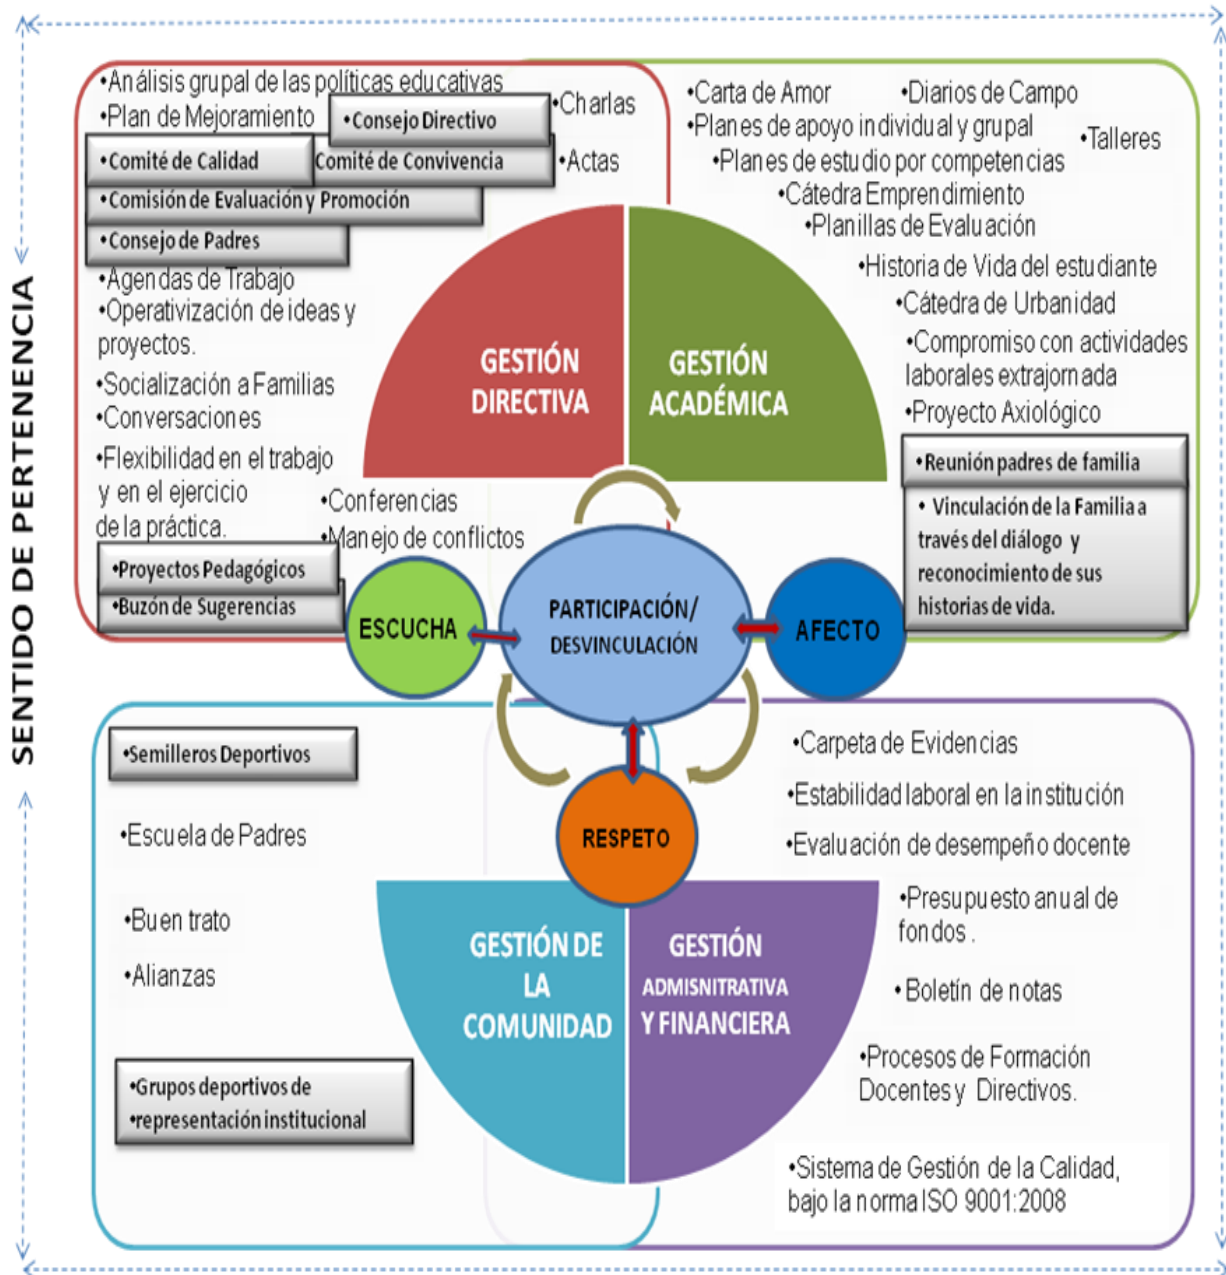 SENTIDO DE PERTENENCIA
•Análisis grupal de las políticas educativas
•Plan de Mejoramiento
•Consejo Directivo
•Charlas
•Comité de Calidad
Comité de Convivencia
•Actas
•Comisión de Evaluación y Promoción
•Consejo de Padres
•Agendas de Trabajo
•Operativización de ideas y
proyectos.
•Socialización a Familias
•Conversaciones
•Flexibilidad en el trabajo
y en el ejercicio
de la práctica.
•Conferencias
•Manejo de conflictos
•Proyectos Pedagógicos
•Buzón de Sugerencias
GESTIÓN
DIRECTIVA
•Carta de Amor
•Diarios de Campo
•Planes de apoyo individual y grupal
•Talleres
•Planes de estudio por competencias
•Cátedra Emprendimiento
•Planillas de Evaluación
•Historia de Vida del estudiante
•Cátedra de Urbanidad
•Compromiso con actividades
laborales extrajornada
•Proyecto Axiológico
•Reunión padres de familia
• Vinculación de la Familia a
través del diálogo y
reconocimiento de sus
historias de vida.
GESTIÓN
ACADÉMICA
ESCUCHA
PARTICIPACIÓN/
DESVINCULACIÓN
AFECTO
RESPETO
•Semilleros Deportivos
•Escuela de Padres
•Buen trato
•Alianzas
•Grupos deportivos de
•representación institucional
GESTIÓN DE
LA
COMUNIDAD
GESTIÓN
ADMISNITRATIVA
Y FINANCIERA
•Carpeta de Evidencias
•Estabilidad laboral en la institución
•Evaluación de desempeño docente
•Presupuesto anual de
fondos .
•Boletín de notas
•Procesos de Formación
Docentes y Directivos.
•Sistema de Gestión de la Calidad,
bajo la norma ISO 9001:2008